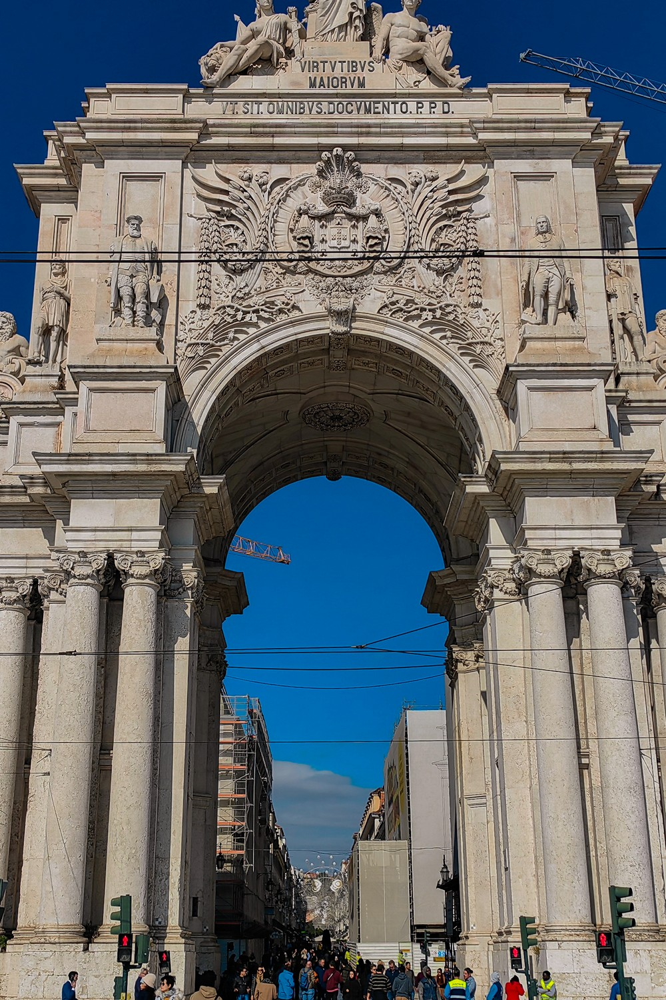 VIRTVTIBVS
MAIORVM
VT. SIT. OMNIBVS. DOCVMENTO. P. P. D.